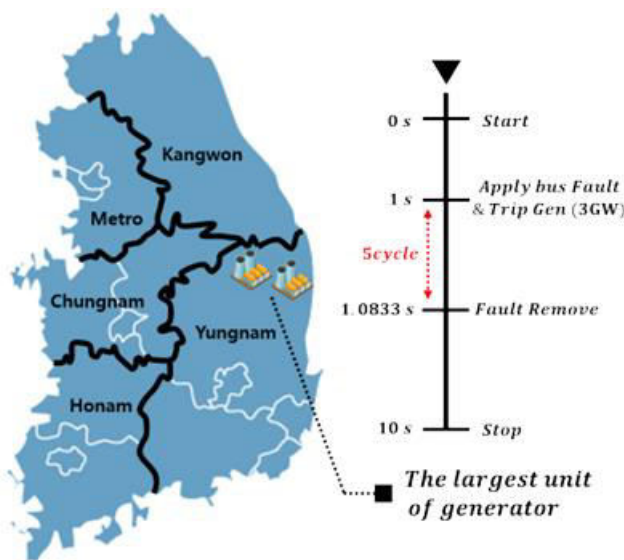 Kangwon
Metro
Chungnam
Yungnam
Honam
0 s Start
1 s Apply bus Fault
& Trip Gen (3GW)
5cycle
1.0833 s Fault Remove
10 s Stop
The largest unit
of generator